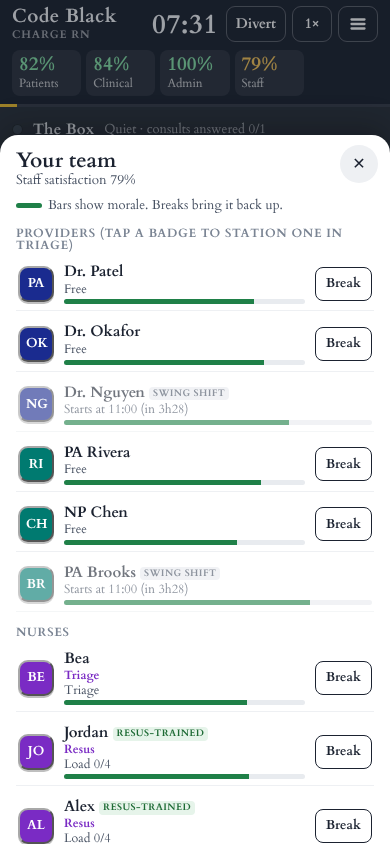 Code Black
CHARGE RN
07:31
Divert
1×
82%
Patients
84%
Clinical
100%
Admin
79%
Staff
The Box Quiet · consults answered 0/1
Your team
Staff satisfaction 79%
×
Bars show morale. Breaks bring it back up.
PROVIDERS (TAP A BADGE TO STATION ONE IN
TRIAGE)
PA
Dr. Patel
Free
Break
OK
Dr. Okafor
Free
Break
NG
Dr. Nguyen SWING SHIFT
Starts at 11:00 (in 3h28)
RI
PA Rivera
Free
Break
CH
NP Chen
Free
Break
BR
PA Brooks SWING SHIFT
Starts at 11:00 (in 3h28)
NURSES
BE
Bea
Triage
Triage
Break
JO
Jordan RESUS-TRAINED
Resus
Load 0/4
Break
AL
Alex RESUS-TRAINED
Resus
Load 0/4
Break